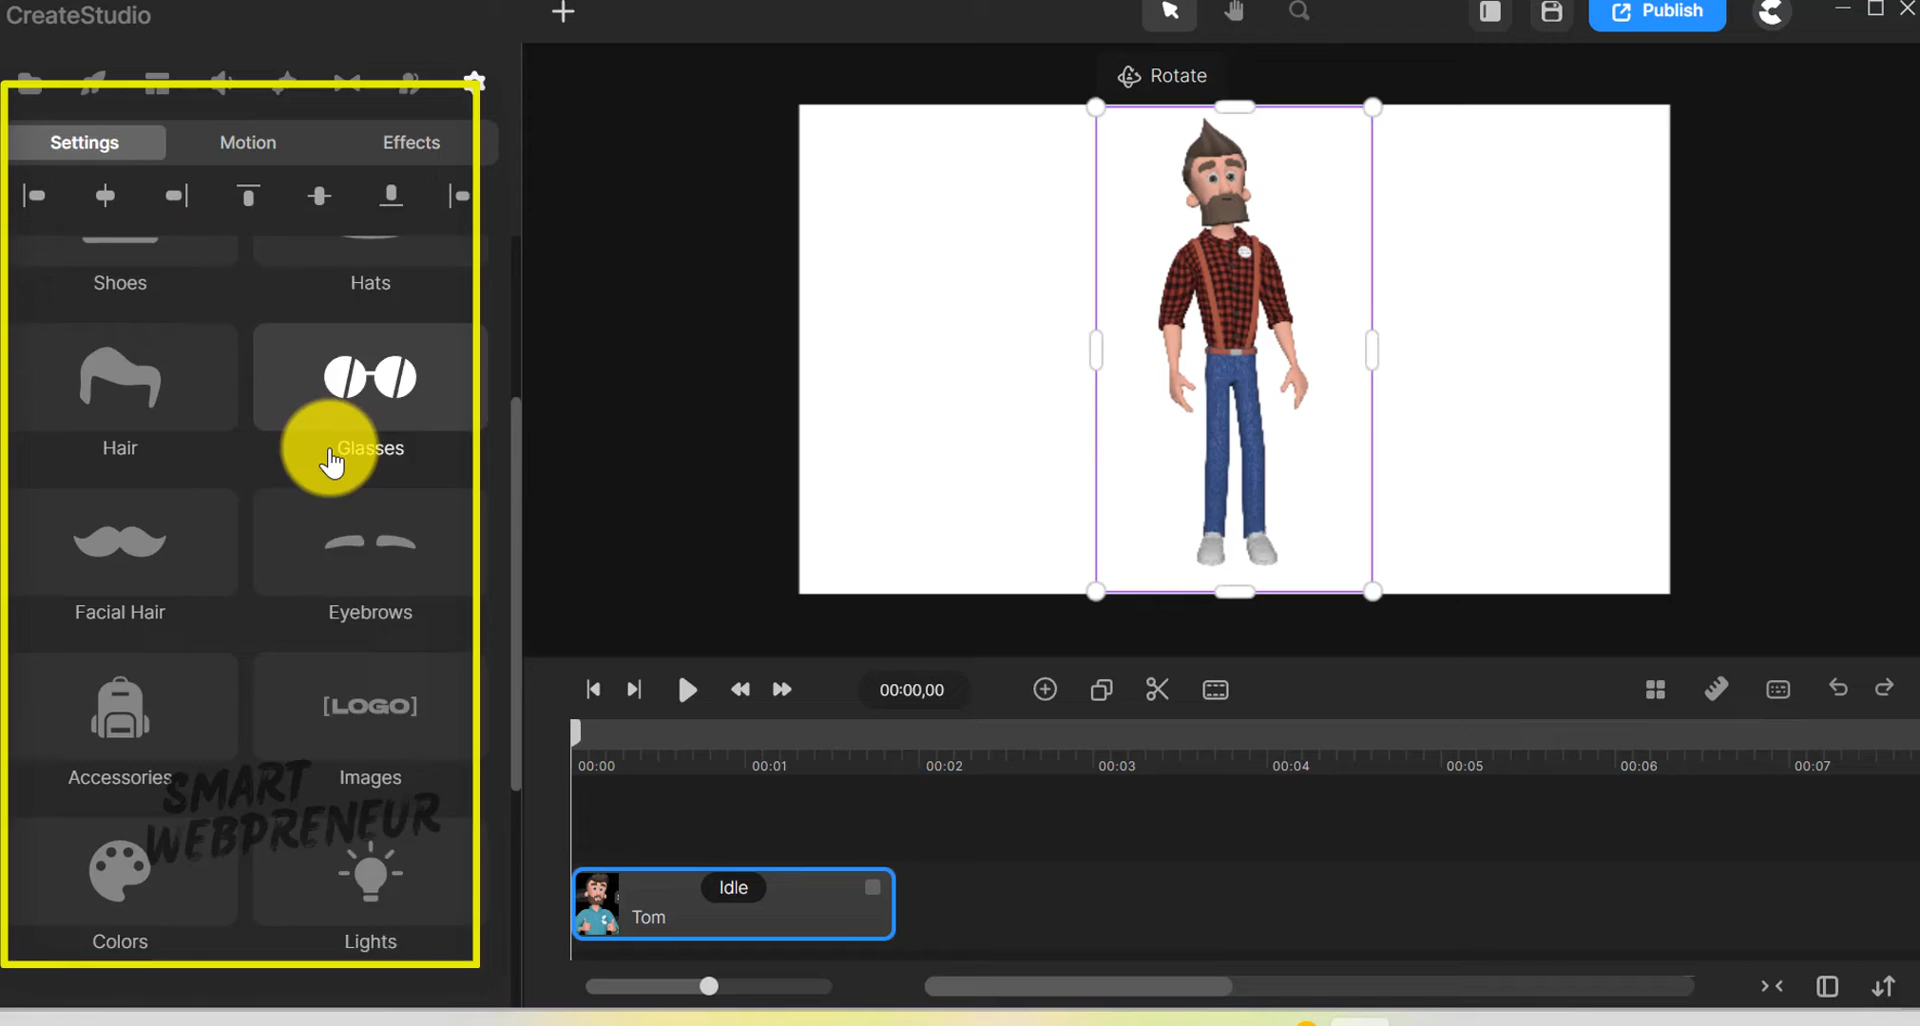 CreateStudio
Publish
Rotate
Settings Motion Effects
Shoes Hats
Hair Glasses
Facial Hair Eyebrows
[LOGO]
Accessories Images
SMART
WEBPRENEUR
Colors Lights
00:00,00
00:00 00:01 00:02 00:03 00:04 00:05 00:06 00:07
Idle
Tom